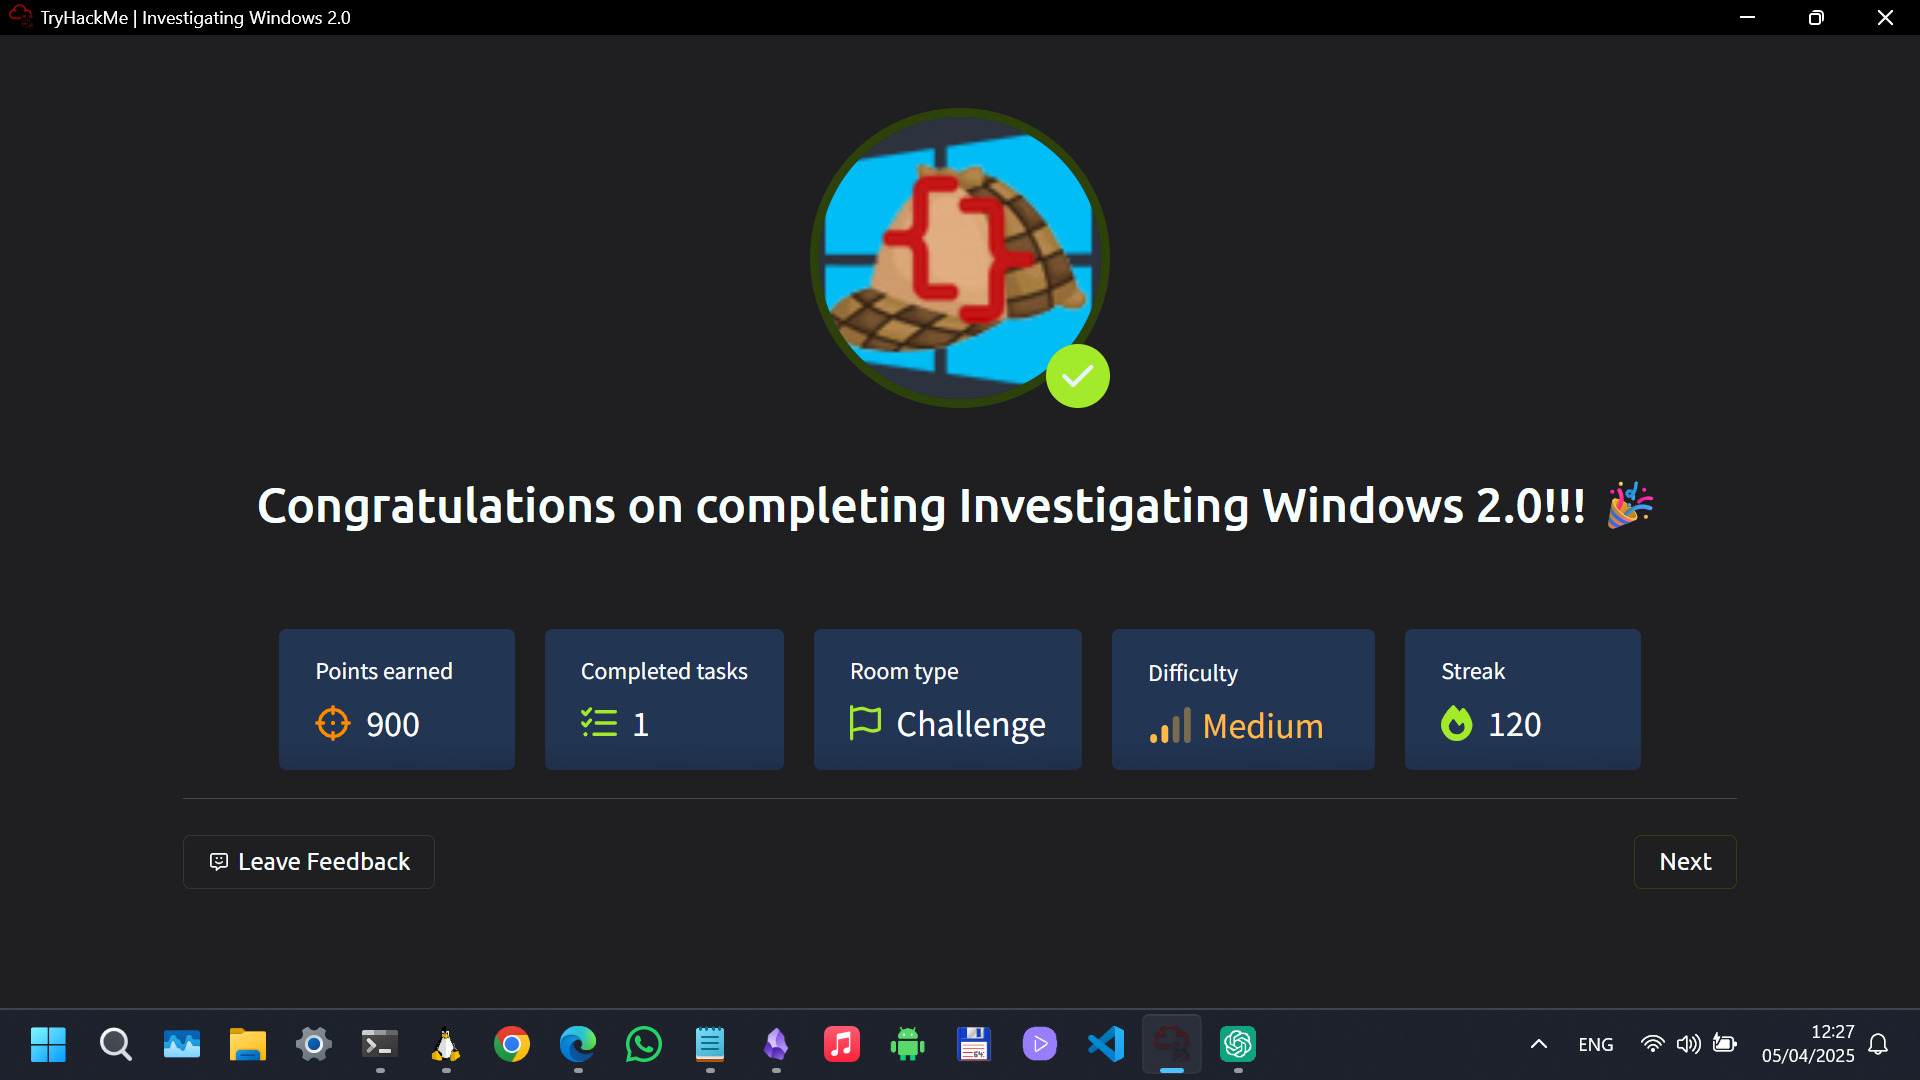 TryHackMe | Investigating Windows 2.0
Congratulations on completing Investigating Windows 2.0!!! 🎉
Points earned
900
Completed tasks
1
Room type
Challenge
Difficulty
Medium
Streak
120
Leave Feedback
Next
64
ENG
12:27
05/04/2025